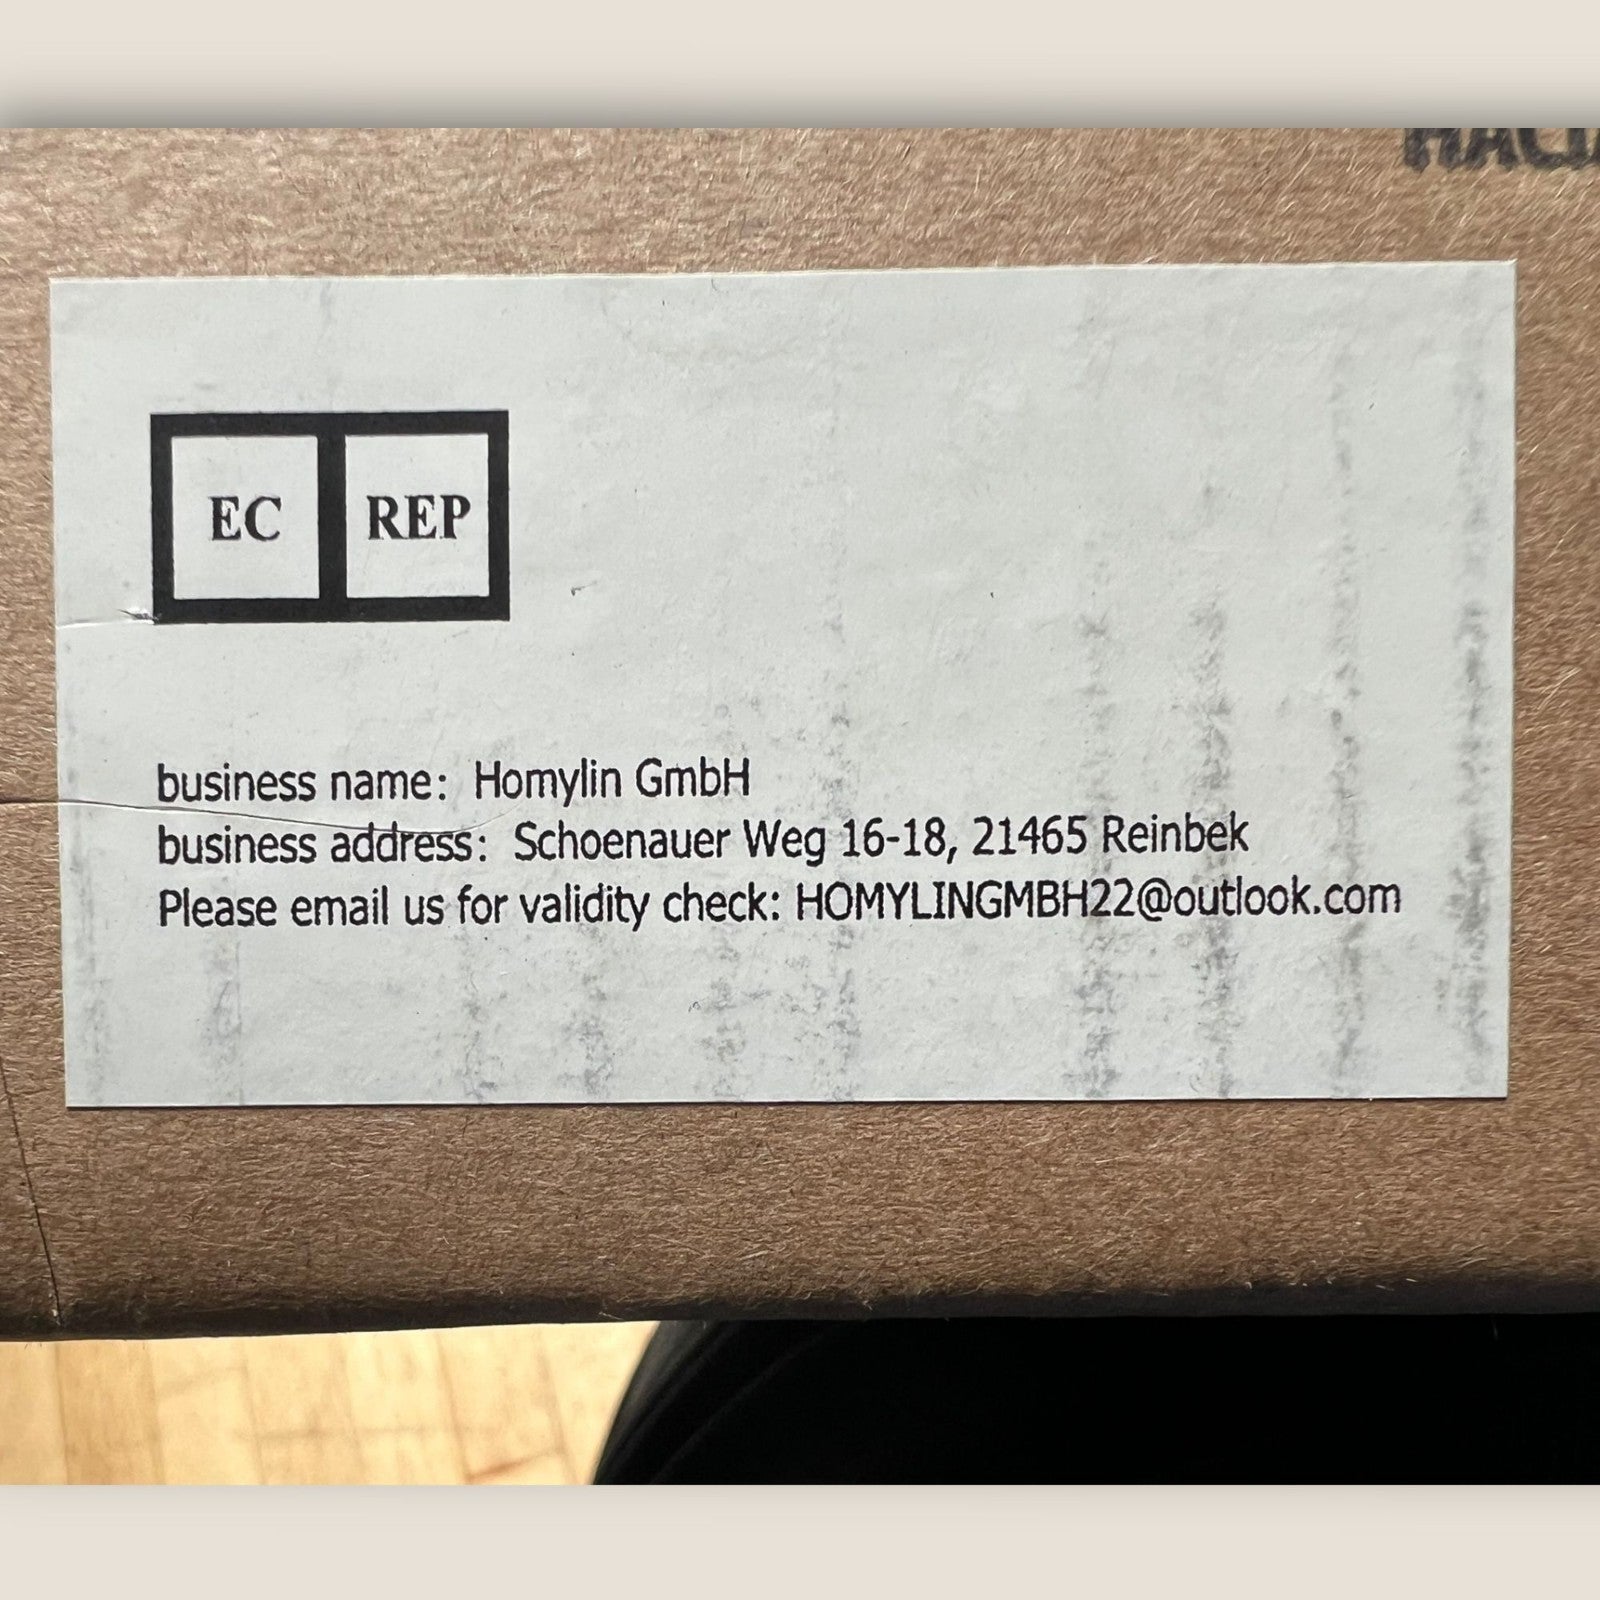 EC REP
business name: Homylin GmbH
business address: Schoenauer Weg 16-18, 21465 Reinbek
Please email us for validity check: HOMYLINGMBH22@outlook.com